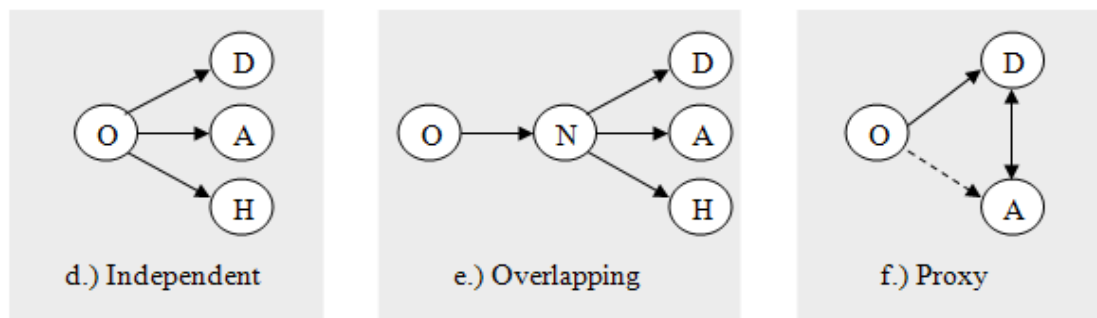 D
O
A
H
d.) Independent
D
O
N
A
H
e.) Overlapping
D
O
A
f.) Proxy